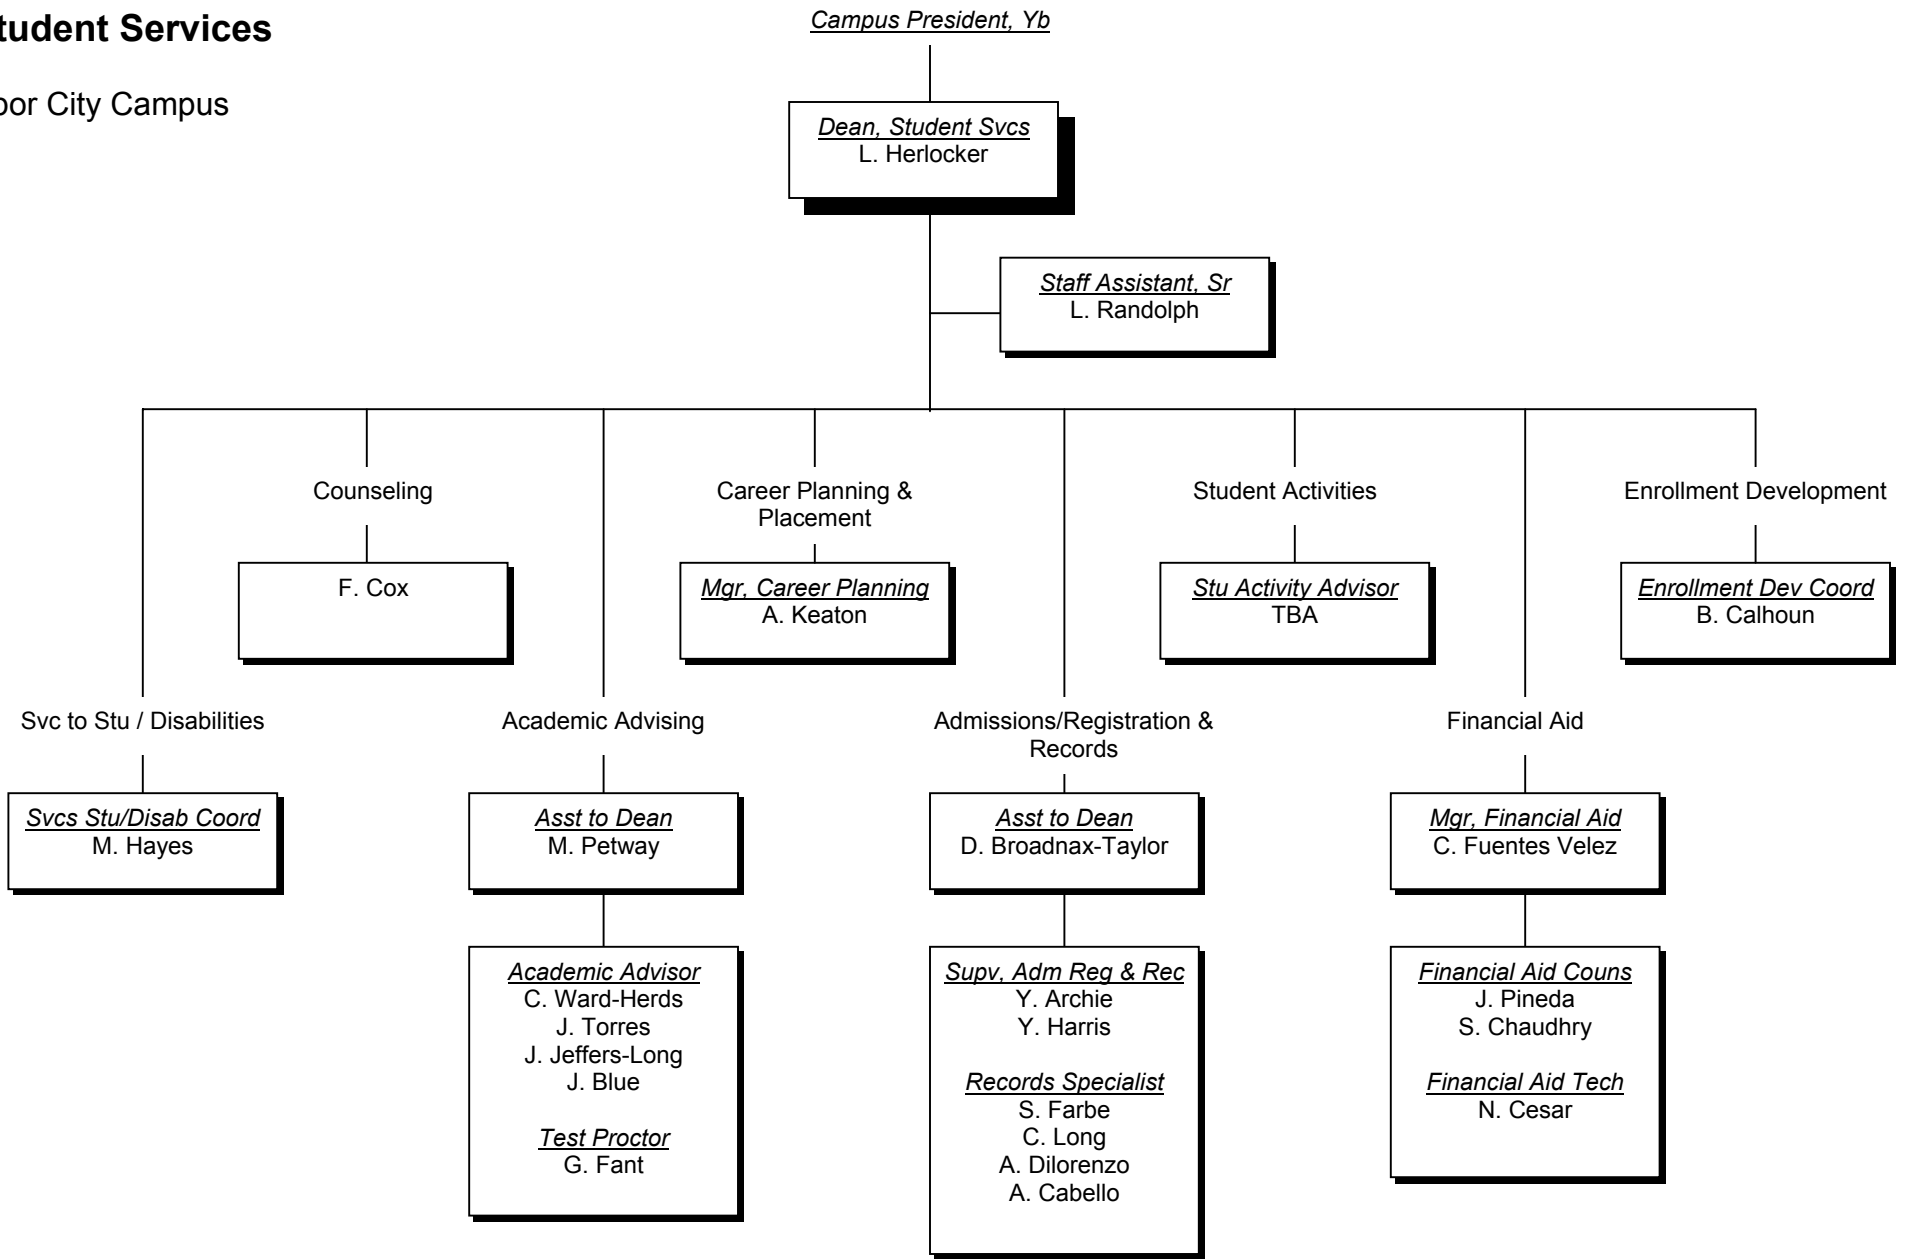 tudent Services
oor City Campus
Campus President, Yb
Dean, Student Svcs
L. Herlocker
Staff Assistant, Sr
L. Randolph
Counseling
F. Cox
Career Planning &
Placement
Mgr, Career Planning
A. Keaton
Student Activities
Stu Activity Advisor
TBA
Enrollment Development
Enrollment Dev Coord
B. Calhoun
Svc to Stu / Disabilities
Svcs Stu/Disab Coord
M. Hayes
Academic Advising
Asst to Dean
M. Petway
Academic Advisor
C. Ward-Herds
J. Torres
J. Jeffers-Long
J. Blue
Test Proctor
G. Fant
Admissions/Registration &
Records
Asst to Dean
D. Broadnax-Taylor
Supv, Adm Reg & Rec
Y. Archie
Y. Harris
Records Specialist
S. Farbe
C. Long
A. Dilorenzo
A. Cabello
Financial Aid
Mgr, Financial Aid
C. Fuentes Velez
Financial Aid Couns
J. Pineda
S. Chaudhry
Financial Aid Tech
N. Cesar